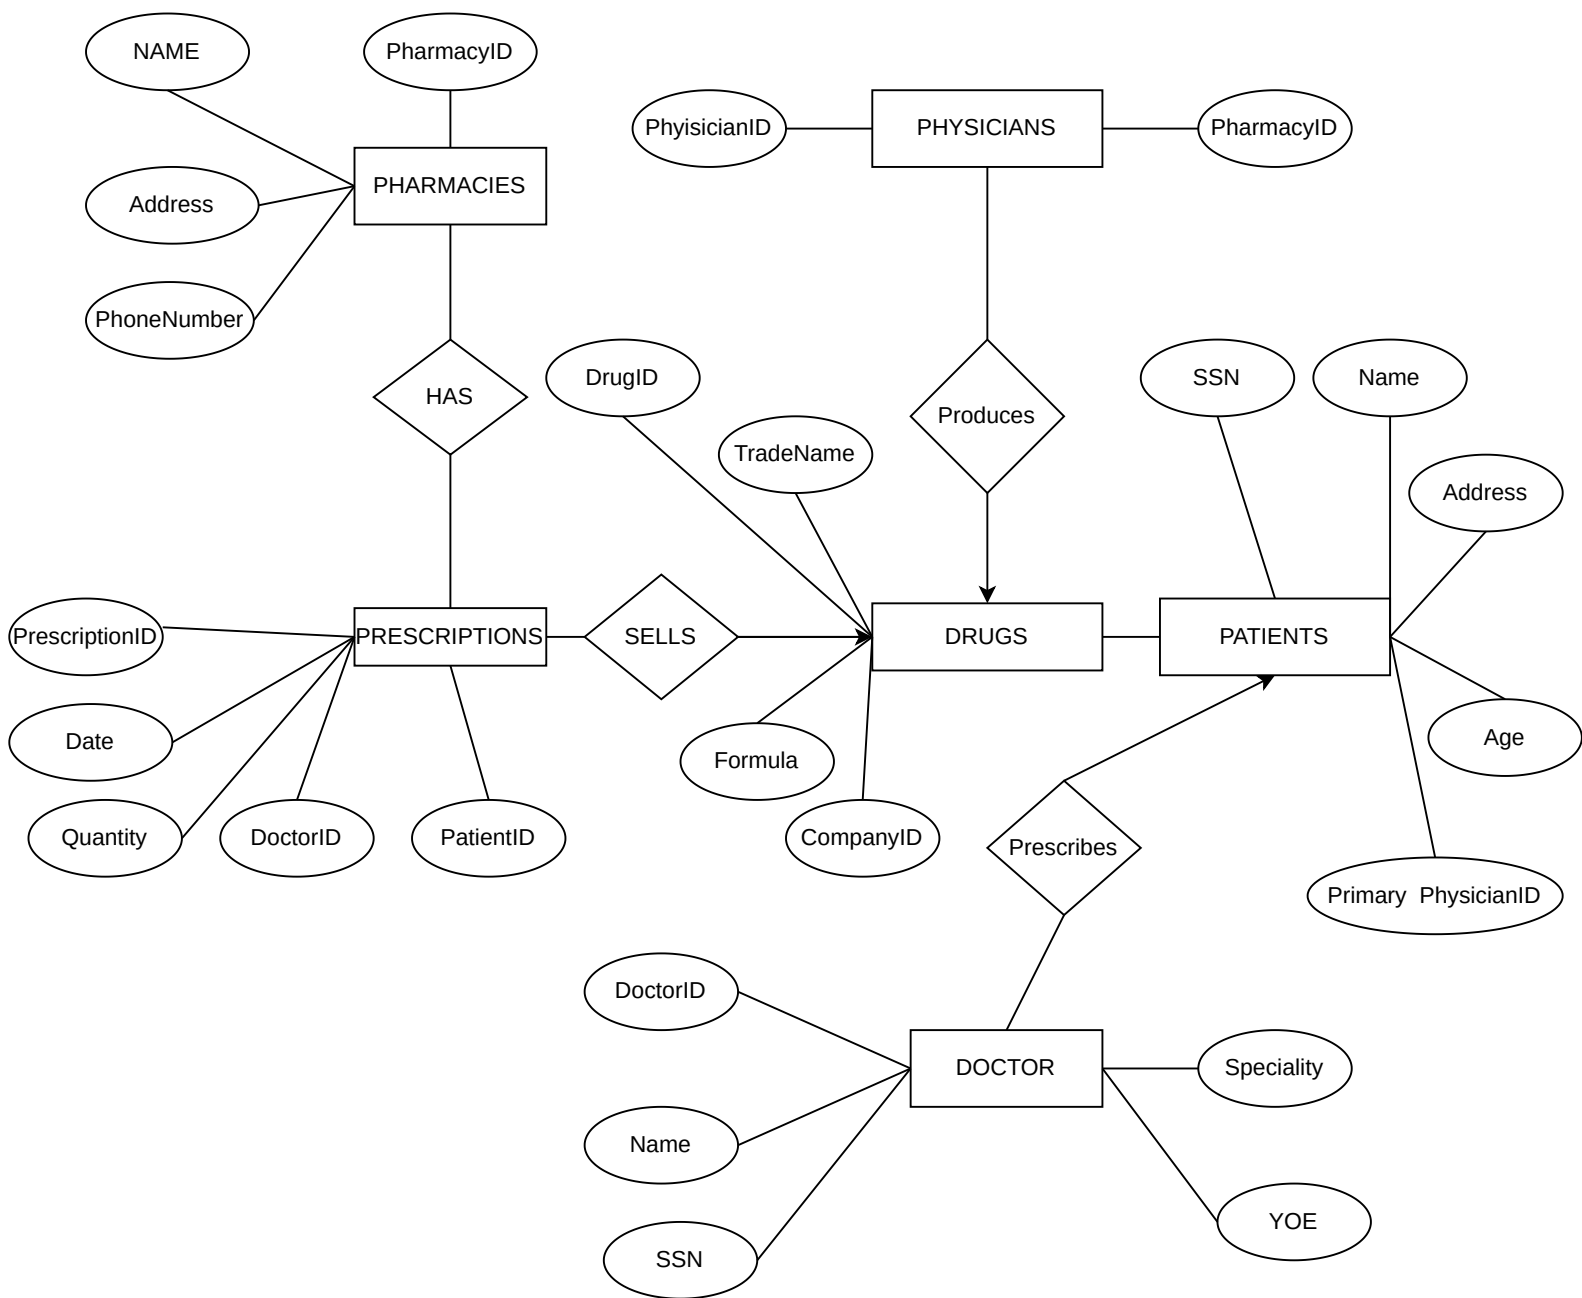 NAME
PharmacyID
PhyisicianID
PHYSICIANS
PharmacyID
PHARMACIES
Address
PhoneNumber
HAS
DrugID
Produces
SSN
Name
TradeName
Address
PrescriptionID
PRESCRIPTIONS
SELLS
DRUGS
PATIENTS
Date
Formula
Age
Quantity
DoctorID
PatientID
CompanyID
Prescribes
Primary  PhysicianID
DoctorID
DOCTOR
Speciality
Name
YOE
SSN